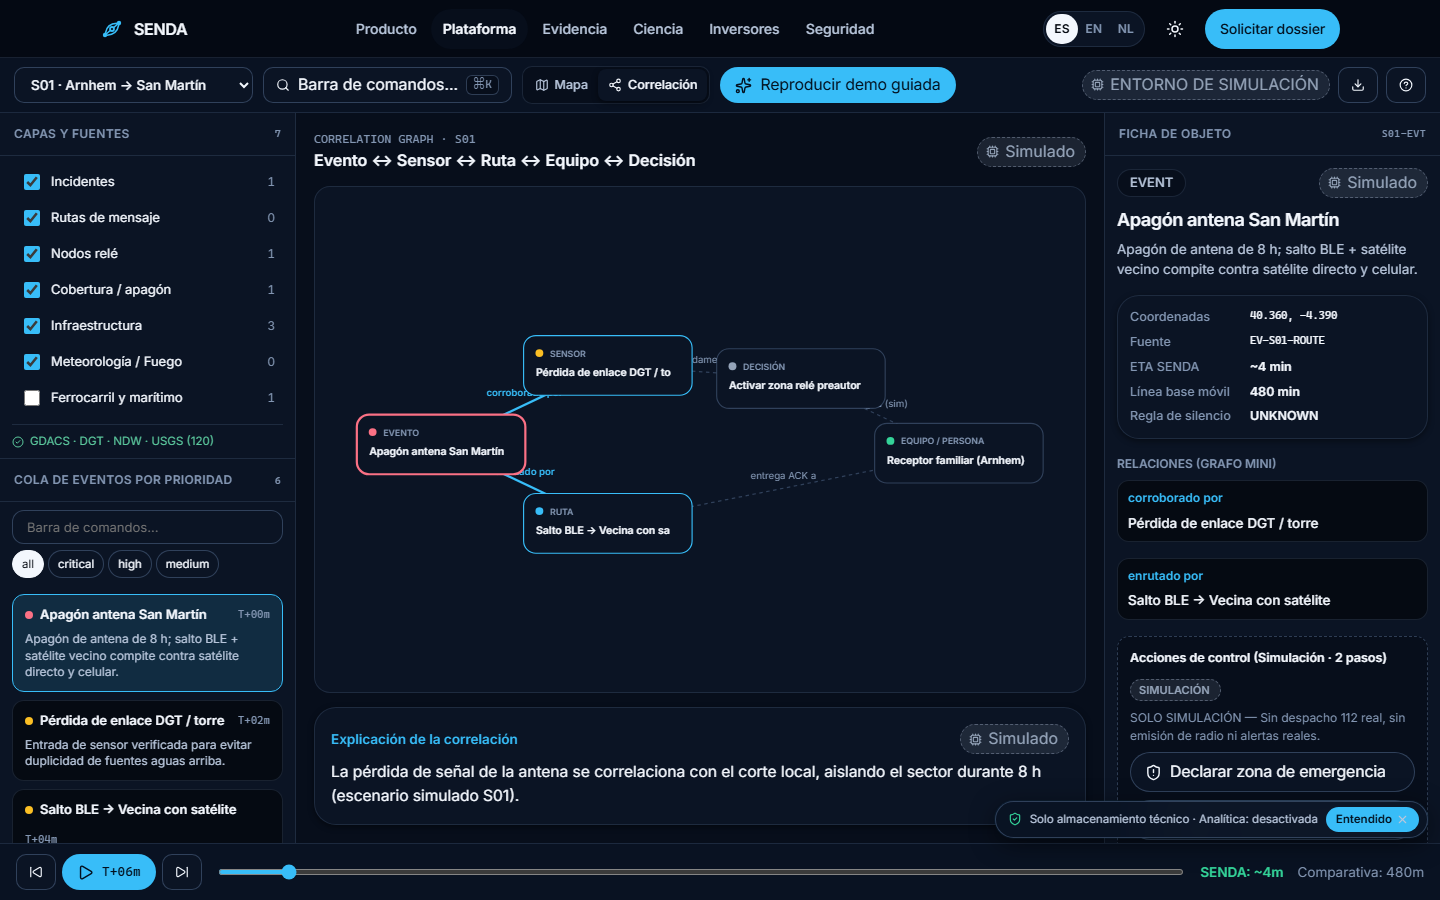 SENDA
Producto
Plataforma
Evidencia
Ciencia
Inversores
Seguridad
ES EN NL
Solicitar dossier
S01 · Arnhem → San Martín
Barra de comandos... ⌘K
Mapa
Correlación
Reproducir demo guiada
ENTORNO DE SIMULACIÓN
CAPAS Y FUENTES 7
Incidentes 1
Rutas de mensaje 0
Nodos relé 1
Cobertura / apagón 1
Infraestructura 3
Meteorología / Fuego 0
Ferrocarril y marítimo 1
GDACS · DGT · NDW · USGS (120)
COLA DE EVENTOS POR PRIORIDAD 6
Barra de comandos...
all critical high medium
Apagón antena San Martín T+00m
Apagón de antena de 8 h; salto BLE +
satélite vecino compite contra satélite
directo y celular.
Pérdida de enlace DGT / torre T+02m
Entrada de sensor verificada para evitar
duplicidad de fuentes aguas arriba.
Salto BLE → Vecina con satélite
T+04m
CORRELATION GRAPH · S01
Evento ↔ Sensor ↔ Ruta ↔ Equipo ↔ Decisión
Simulado
SENSOR
Pérdida de enlace DGT / to
dame
DECISIÓN
Activar zona relé preautor
(sim)
corrobora
EVENTO
Apagón antena San Martín
EQUIPO / PERSONA
Receptor familiar (Arnhem)
ado por
entrega ACK a
RUTA
Salto BLE → Vecina con sa
Explicación de la correlación
Simulado
La pérdida de señal de la antena se correlaciona con el corte local, aislando el sector durante 8 h
(escenario simulado S01).
FICHA DE OBJETO S01-EVT
EVENT
Simulado
Apagón antena San Martín
Apagón de antena de 8 h; salto BLE + satélite
vecino compite contra satélite directo y celular.
Coordenadas 40.360, -4.390
Fuente EV-S01-ROUTE
ETA SENDA ~4 min
Línea base móvil 480 min
Regla de silencio UNKNOWN
RELACIONES (GRAFO MINI)
corroborado por
Pérdida de enlace DGT / torre
enrutado por
Salto BLE → Vecina con satélite
Acciones de control (Simulación · 2 pasos)
SIMULACIÓN
SOLO SIMULACIÓN — Sin despacho 112 real, sin
emisión de radio ni alertas reales.
Declarar zona de emergencia
Solo almacenamiento técnico · Analítica: desactivada
Entendido ×
T+06m
SENDA: ~4m
Comparativa: 480m